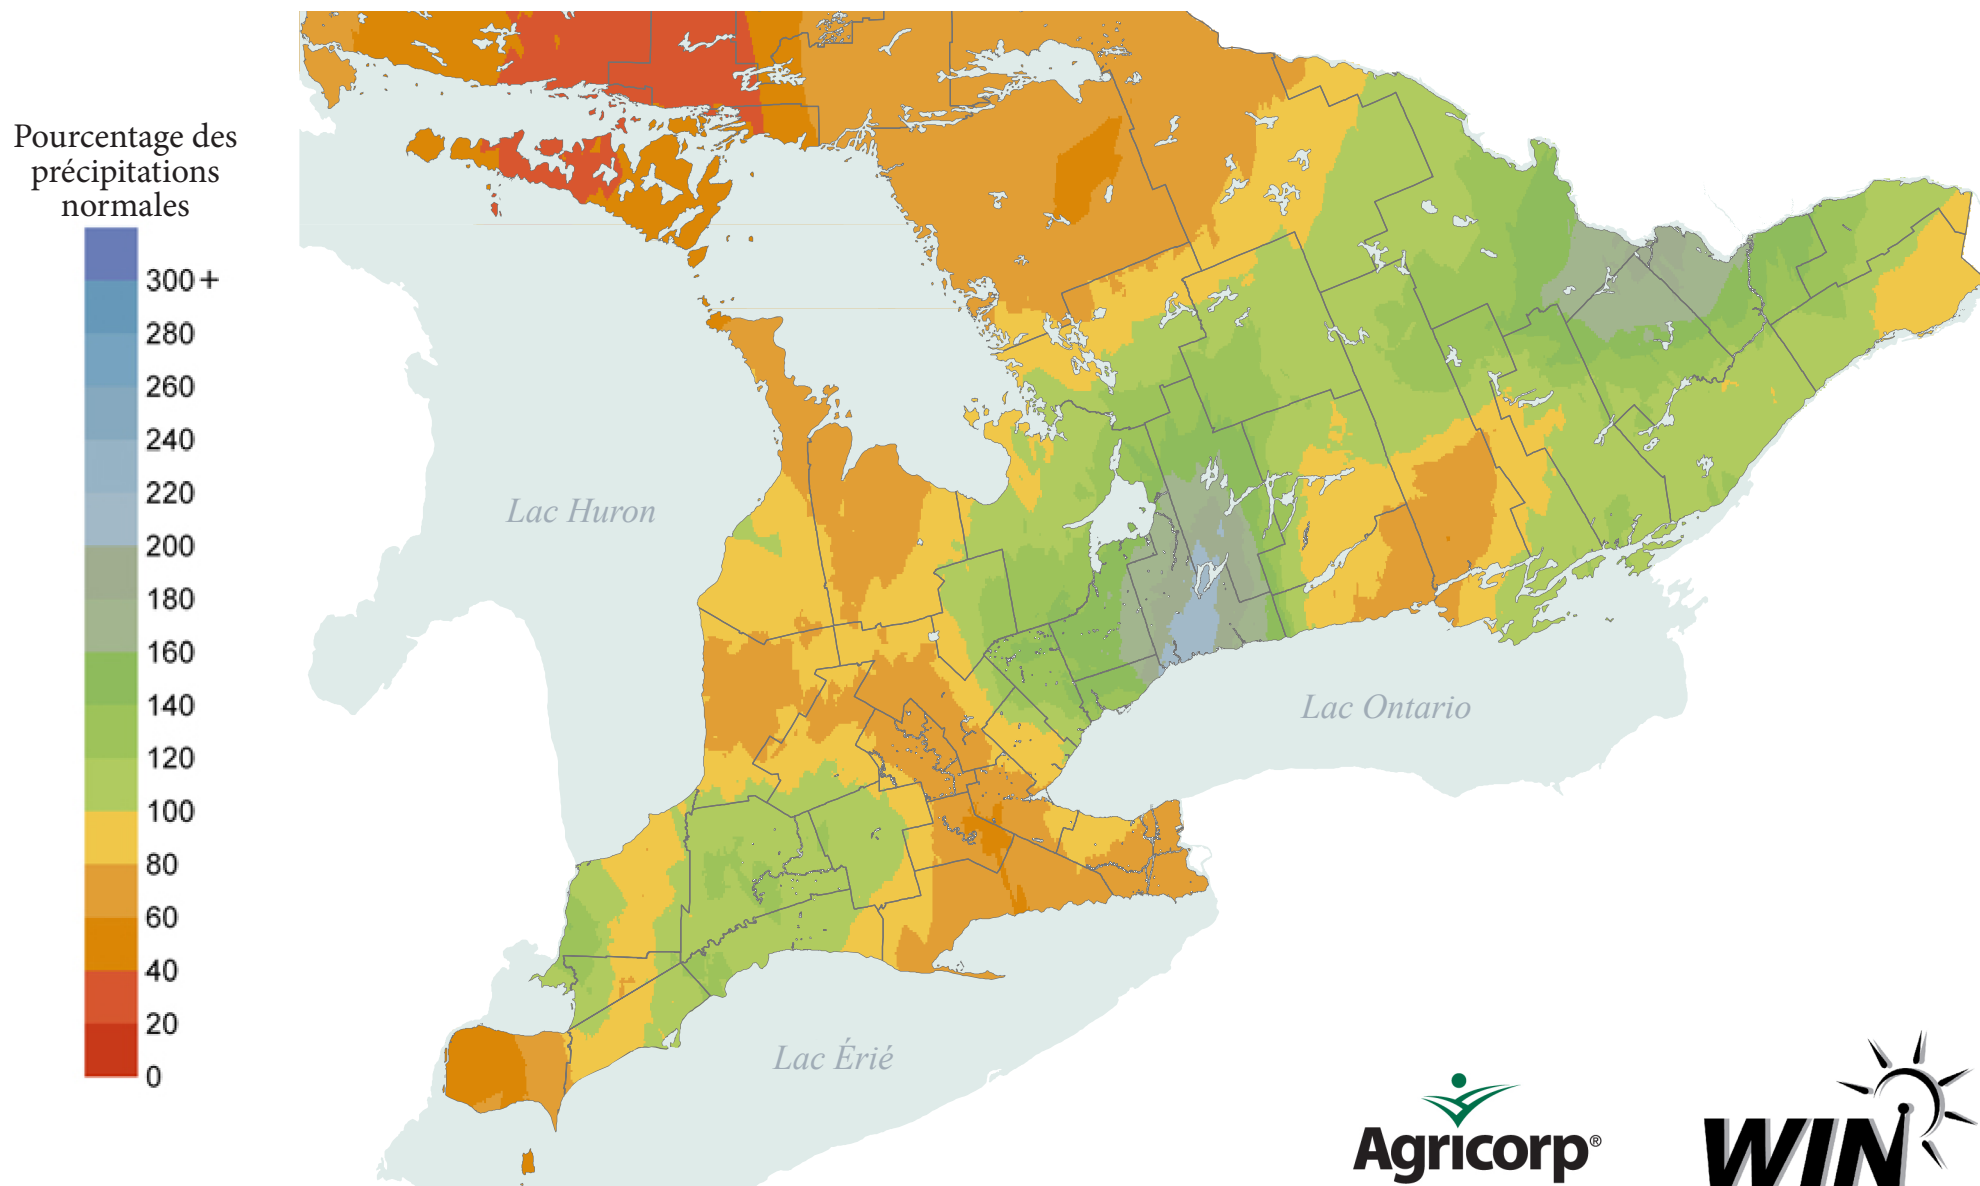 Pourcentage des
précipitations
normales
300+
280
260
240
220
200
180
160
140
120
100
80
60
40
20
0
Lac Huron
Lac Ontario
Lac Érié
Agricorp®
WIN